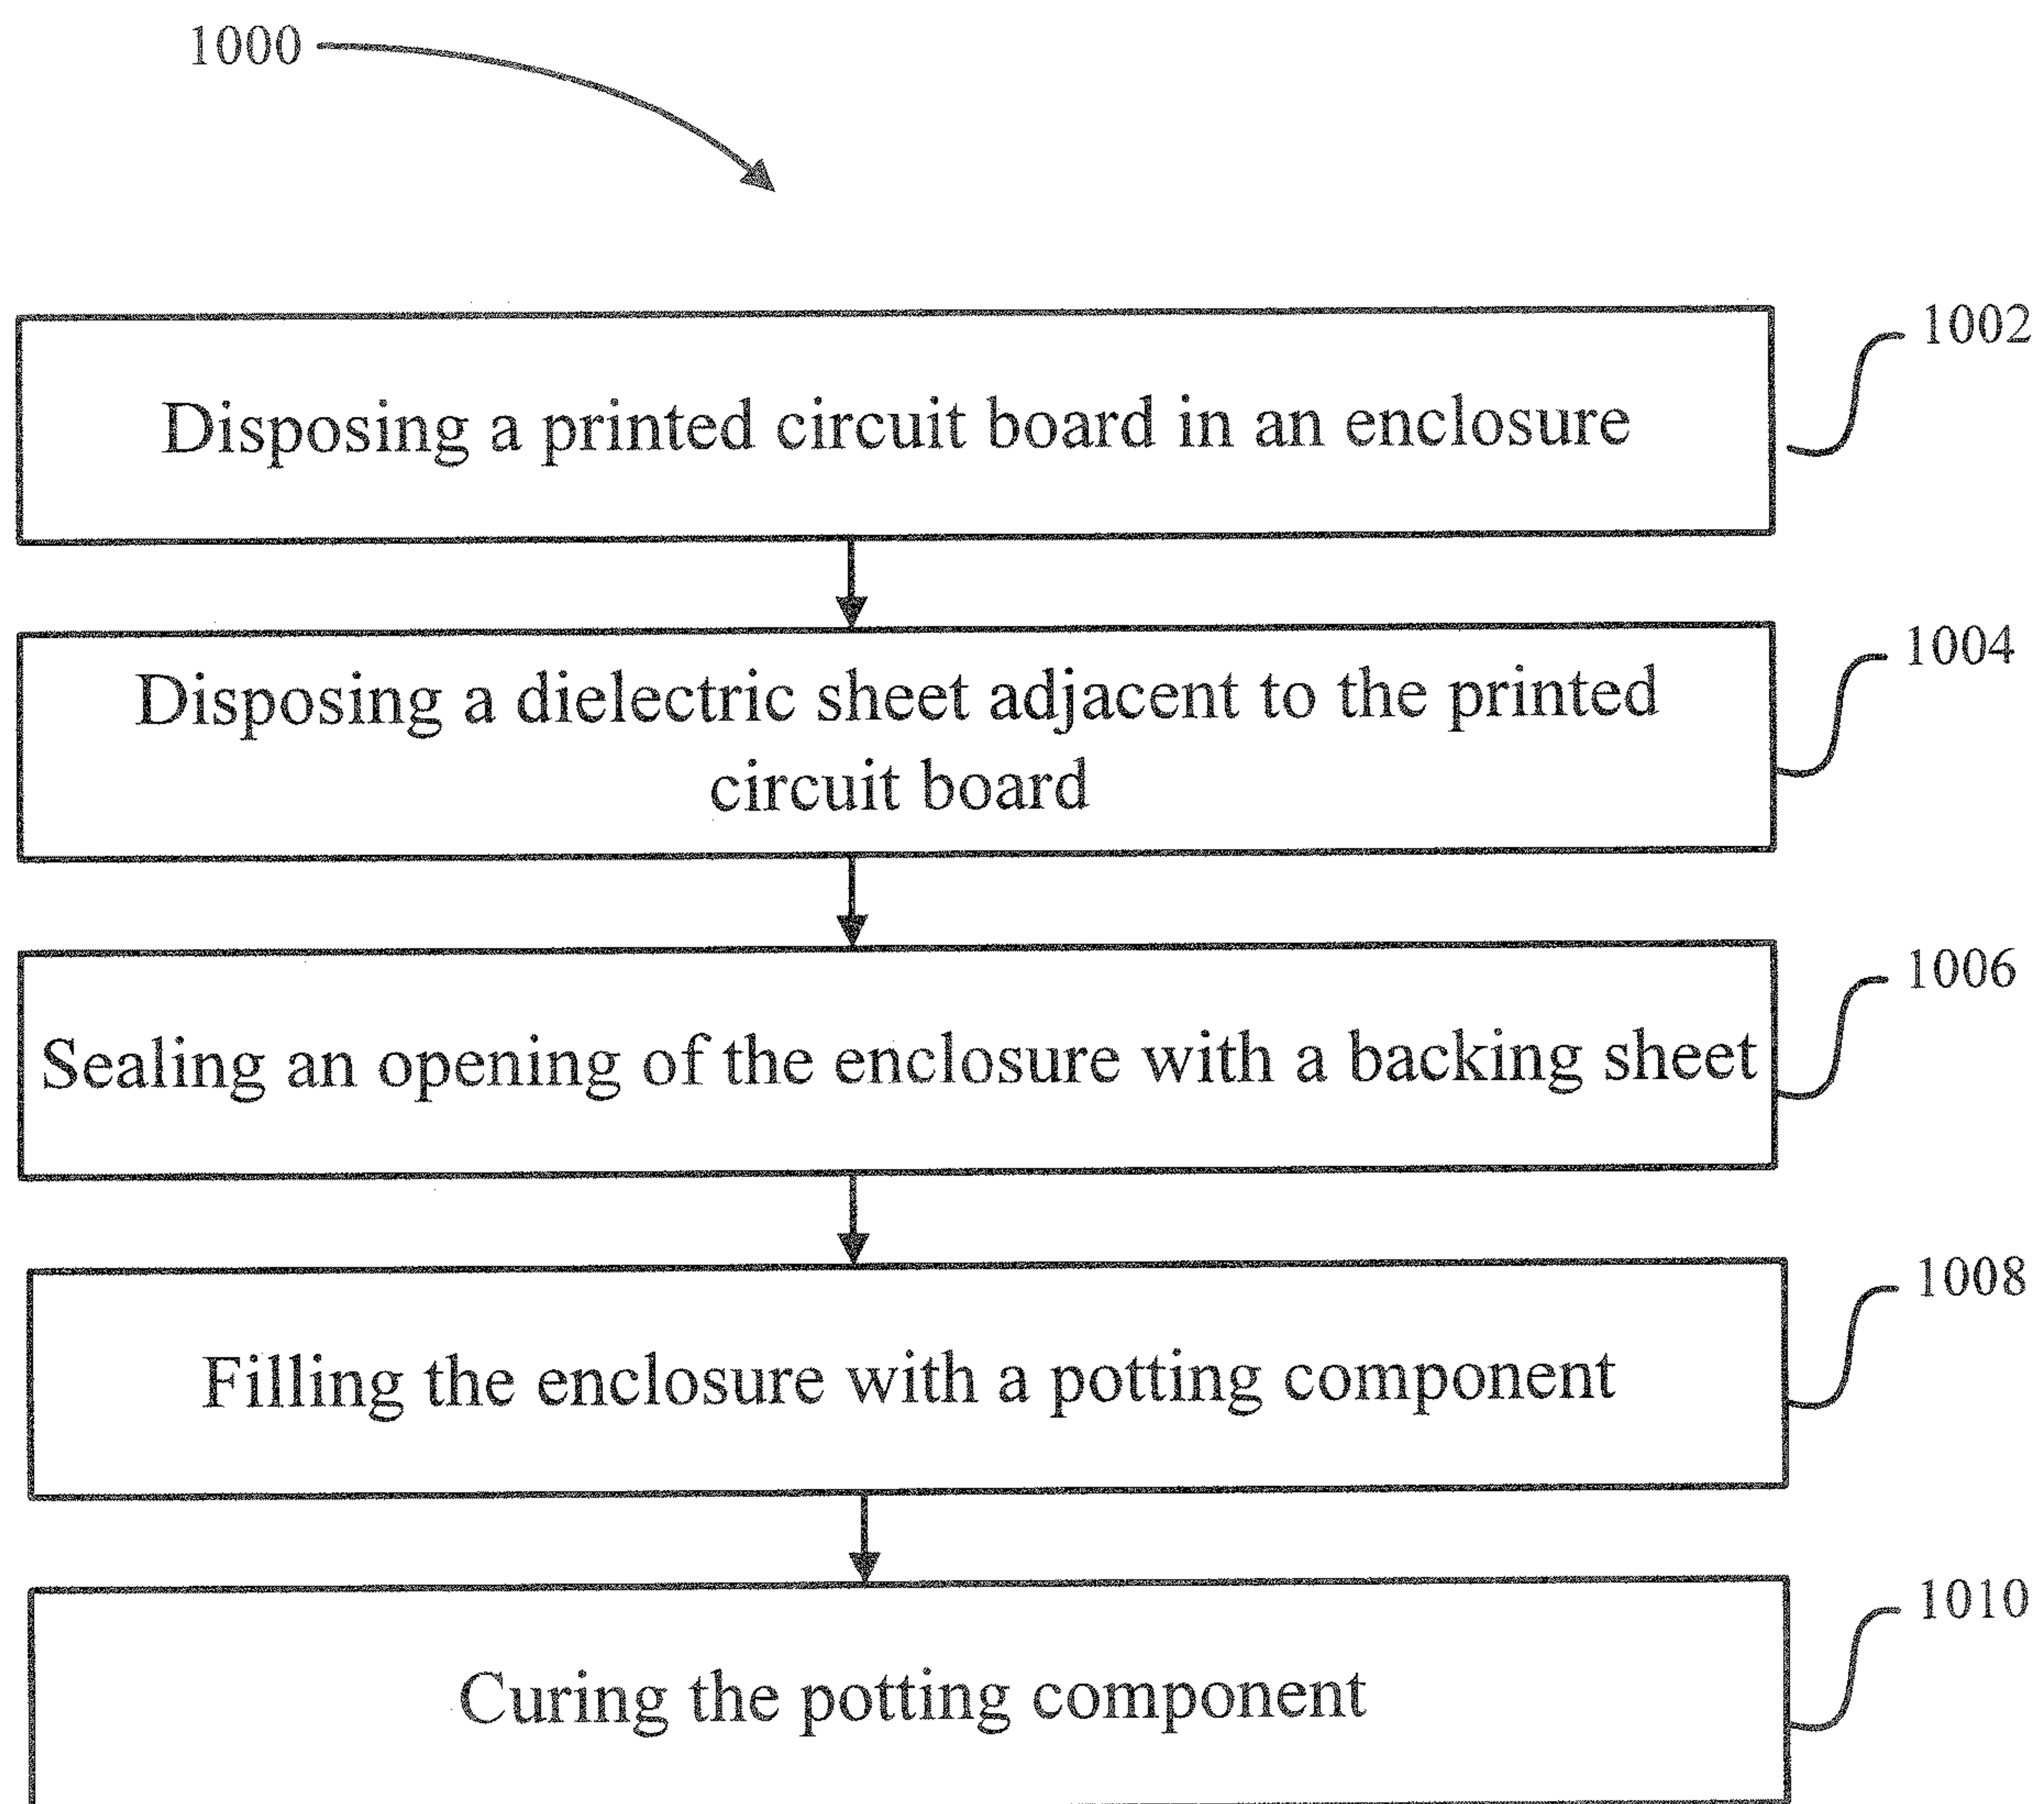 1000
1002
Disposing a printed circuit board in an enclosure
1004
Disposing a dielectric sheet adjacent to the printed
circuit board
1006
Sealing an opening of the enclosure with a backing sheet
1008
Filling the enclosure with a potting component
1010
Curing the potting component